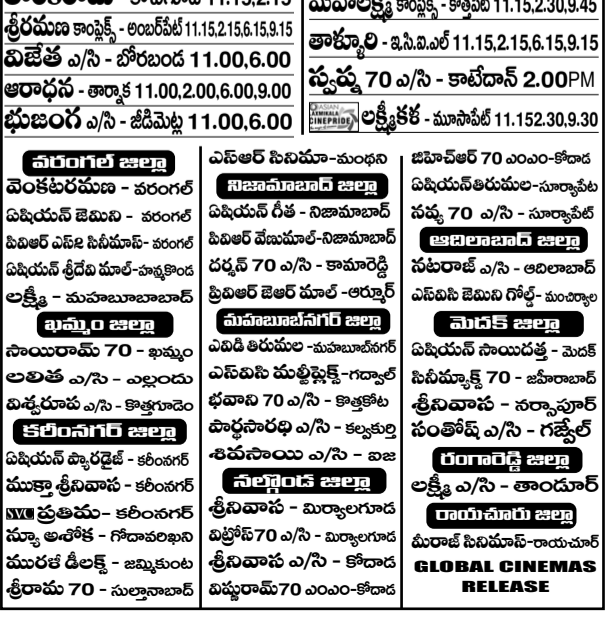 శ్రీరమణ కాంప్లెక్స్ - అంబర్‌పేట్ 11.15,2.15,6.15,9.15
విజేత ఎ/సి - బోరబండ 11.00,6.00
ఆరాధన - తార్నాక 11.00,2.00,6.00,9.00
భుజంగ ఎ/సి - జీడిమెట్ల 11.00,6.00
మహాలక్ష్మి కాంప్లెక్స్ - కొత్తపేట 11.15,2.30,9.45
తాళ్ళూరి - ఇ.సి.ఐ.ఎల్ 11.15,2.15,6.15,9.15
స్వప్న 70 ఎ/సి - కాటేదాన్ 2.00PM
ASIAN LAXMIKALA CINEPRIDE లక్ష్మీకళ - మూసాపేట్ 11.152.30,9.30
వరంగల్ జిల్లా
వెంకటరమణ - వరంగల్
ఏషియన్ జెమిని - వరంగల్
పివిఆర్ ఎస్2 సినీమాస్- వరంగల్
ఏషియన్ శ్రీదేవి మాల్-హన్మకొండ
లక్ష్మీ - మహబూబాబాద్
ఖమ్మం జిల్లా
సాయిరామ్ 70 - ఖమ్మం
లలిత ఎ/సి - ఎల్లందు
విశ్వరూప ఎ/సి - కొత్తగూడెం
కరీంనగర్ జిల్లా
ఏషియన్ ప్యారడైజ్ - కరీంనగర్
ముక్తా శ్రీనివాస - కరీంనగర్
SVC ప్రతిమ- కరీంనగర్
న్యూ అశోక - గోదావరిఖని
మురళీ డీలక్స్ - జమ్మికుంట
శ్రీరామ 70 - సుల్తానాబాద్
ఎస్ఆర్ సినిమా-మంథని
నిజామాబాద్ జిల్లా
ఏషియన్ గీత - నిజామాబాద్
పివిఆర్ వేణుమాల్-నిజామాబాద్
దర్శన్ 70 ఎ/సి - కామారెడ్డి
ప్రివిఆర్ జెఆర్ మాల్ -ఆర్మూర్
మహబూబ్‌నగర్ జిల్లా
ఎవిడి తిరుమల -మహబూబ్‌నగర్
ఎస్‌విసి మల్టీప్లెక్స్-గద్వాల్
భవాని 70 ఎ/సి - కొత్తకోట
పార్థసారధి ఎ/సి - కల్వకుర్తి
శివసాయి ఎ/సి - ఐజ
నల్గొండ జిల్లా
శ్రీనివాస - మిర్యాలగూడ
విట్రోస్70 ఎ/సి - మిర్యలగూడ
శ్రీనివాస ఎ/సి - కోదాడ
విష్ణురామ్70 ఎంఎం-కోదాడ
జిహెచ్ఆర్ 70 ఎంఎం-కోదాడ
ఏషియన్‌తిరుమల-సూర్యాపేట
నవ్య 70 ఎ/సి - సూర్యాపేట్
ఆదిలాబాద్ జిల్లా
నటరాజ్ ఎ/సి - ఆదిలాబాద్
ఎస్‌విసి జెమిని గోల్డ్- మంచిర్యాల
మెదక్ జిల్లా
ఏషియన్ సాయిదత్త - మెదక్
సినీమ్యాక్స్ 70 - జహీరాబాద్
శ్రీనివాస - నర్సాపూర్
సంతోష్ ఎ/సి - గజ్వేల్
రంగారెడ్డి జిల్లా
లక్ష్మీ ఎ/సి - తాండూర్
రాయచూరు జిల్లా
మీరాజ్ సినిమాస్-రాయచూర్
GLOBAL CINEMAS
RELEASE